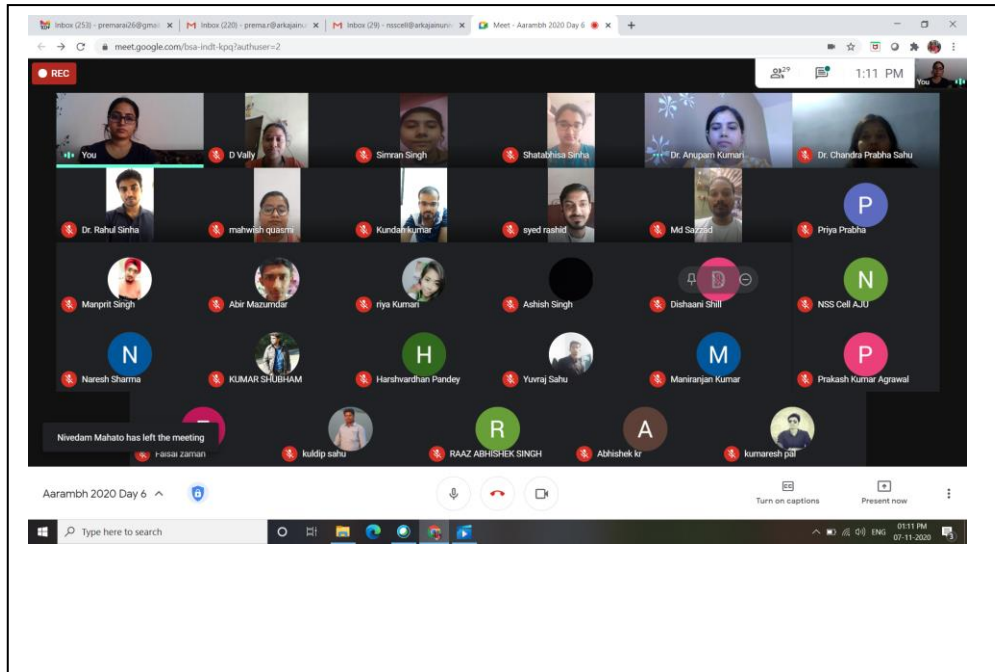 Inbox (253) - premarai26@gmai
Inbox (220) - prema.r@arkajainu
Inbox (29) - nsscell@arkajainuni
Meet - Aarambh 2020 Day 6
meet.google.com/bsa-indt-kpq?authuser=2
REC
29
1:11 PM
You
You
D Vally
Simran Singh
Shatabhisa Sinha
Dr. Anupam Kumari
Dr. Chandra Prabha Sahu
Dr. Rahul Sinha
mahwish quasmi
Kundan kumar
syed rashid
Md Sazzad
P
Priya Prabha
Manprit Singh
Abir Mazumdar
riya Kumari
Ashish Singh
Dishaani Shill
N
NSS Cell AJU
N
Naresh Sharma
KUMAR SHUBHAM
H
Harshvardhan Pandey
Yuvraj Sahu
M
Maniranjan Kumar
P
Prakash Kumar Agrawal
Nivedam Mahato has left the meeting
Faisal zaman
kuldip sahu
R
RAAZ ABHISHEK SINGH
A
Abhishek kr
kumaresh pal
Aarambh 2020 Day 6
CC
Turn on captions
Present now
Type here to search
ENG
01:11 PM
07-11-2020
3